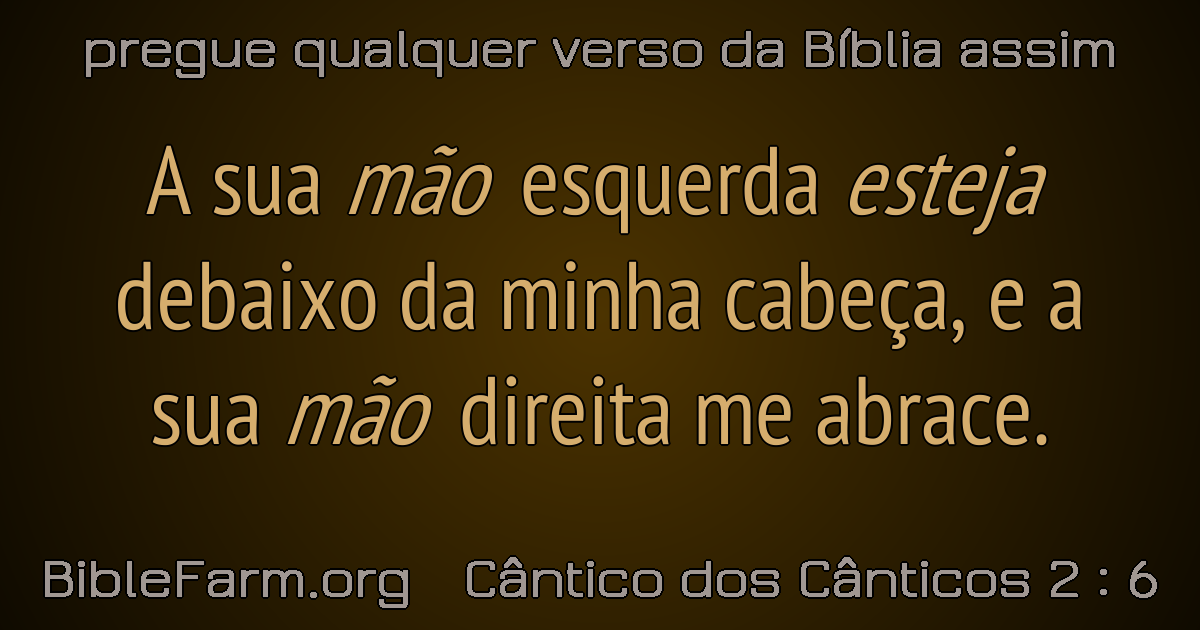 pregue qualquer verso da Bíblia assim
A sua mão esquerda esteja
debaixo da minha cabeça, e a
sua mão direita me abrace.
BibleFarm.org Cântico dos Cânticos 2 : 6